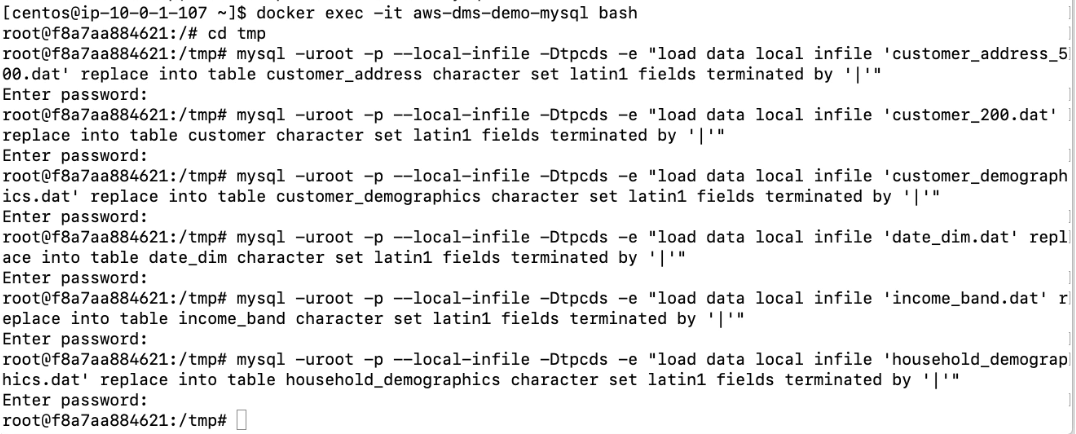 [centos@ip-10-0-1-107 ~]$ docker exec -it aws-dms-demo-mysql bash
root@f8a7aa884621:/# cd tmp
root@f8a7aa884621:/tmp# mysql -uroot -p --local-infile -Dtpcds -e "load data local infile 'customer_address_5
00.dat' replace into table customer_address character set latin1 fields terminated by '|'"
Enter password:
root@f8a7aa884621:/tmp# mysql -uroot -p --local-infile -Dtpcds -e "load data local infile 'customer_200.dat'
replace into table customer character set latin1 fields terminated by '|'"
Enter password:
root@f8a7aa884621:/tmp# mysql -uroot -p --local-infile -Dtpcds -e "load data local infile 'customer_demograph
ics.dat' replace into table customer_demographics character set latin1 fields terminated by '|'"
Enter password:
root@f8a7aa884621:/tmp# mysql -uroot -p --local-infile -Dtpcds -e "load data local infile 'date_dim.dat' repl
ace into table date_dim character set latin1 fields terminated by '|'"
Enter password:
root@f8a7aa884621:/tmp# mysql -uroot -p --local-infile -Dtpcds -e "load data local infile 'income_band.dat' r
eplace into table income_band character set latin1 fields terminated by '|'"
Enter password:
root@f8a7aa884621:/tmp# mysql -uroot -p --local-infile -Dtpcds -e "load data local infile 'household_demograp
hics.dat' replace into table household_demographics character set latin1 fields terminated by '|'"
Enter password:
root@f8a7aa884621:/tmp#